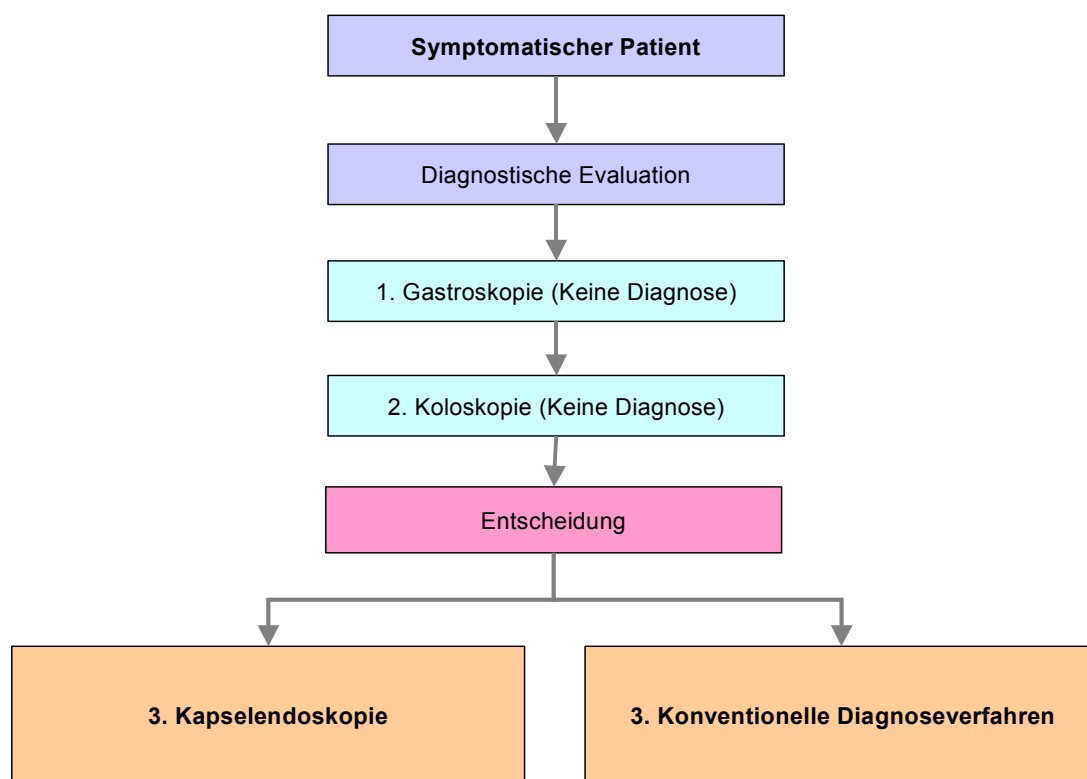 Symptomatischer Patient
Diagnostische Evaluation
1. Gastroskopie (Keine Diagnose)
2. Koloskopie (Keine Diagnose)
Entscheidung
3. Kapselendoskopie
3. Konventionelle Diagnoseverfahren